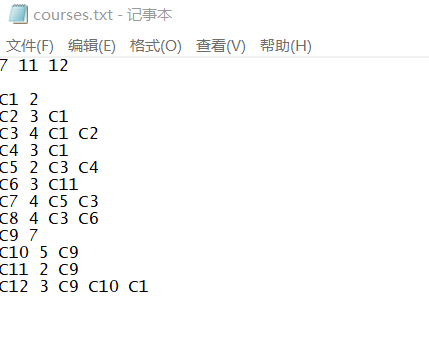 courses.txt - 记事本
文件(F) 编辑(E) 格式(O) 查看(V) 帮助(H)
7 11 12
C1 2
C2 3 C1
C3 4 C1 C2
C4 3 C1
C5 2 C3 C4
C6 3 C11
C7 4 C5 C3
C8 4 C3 C6
C9 7
C10 5 C9
C11 2 C9
C12 3 C9 C10 C1